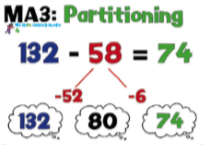 MA3: Partitioning
132 - 58 = 74
-52 -6
132 80 74